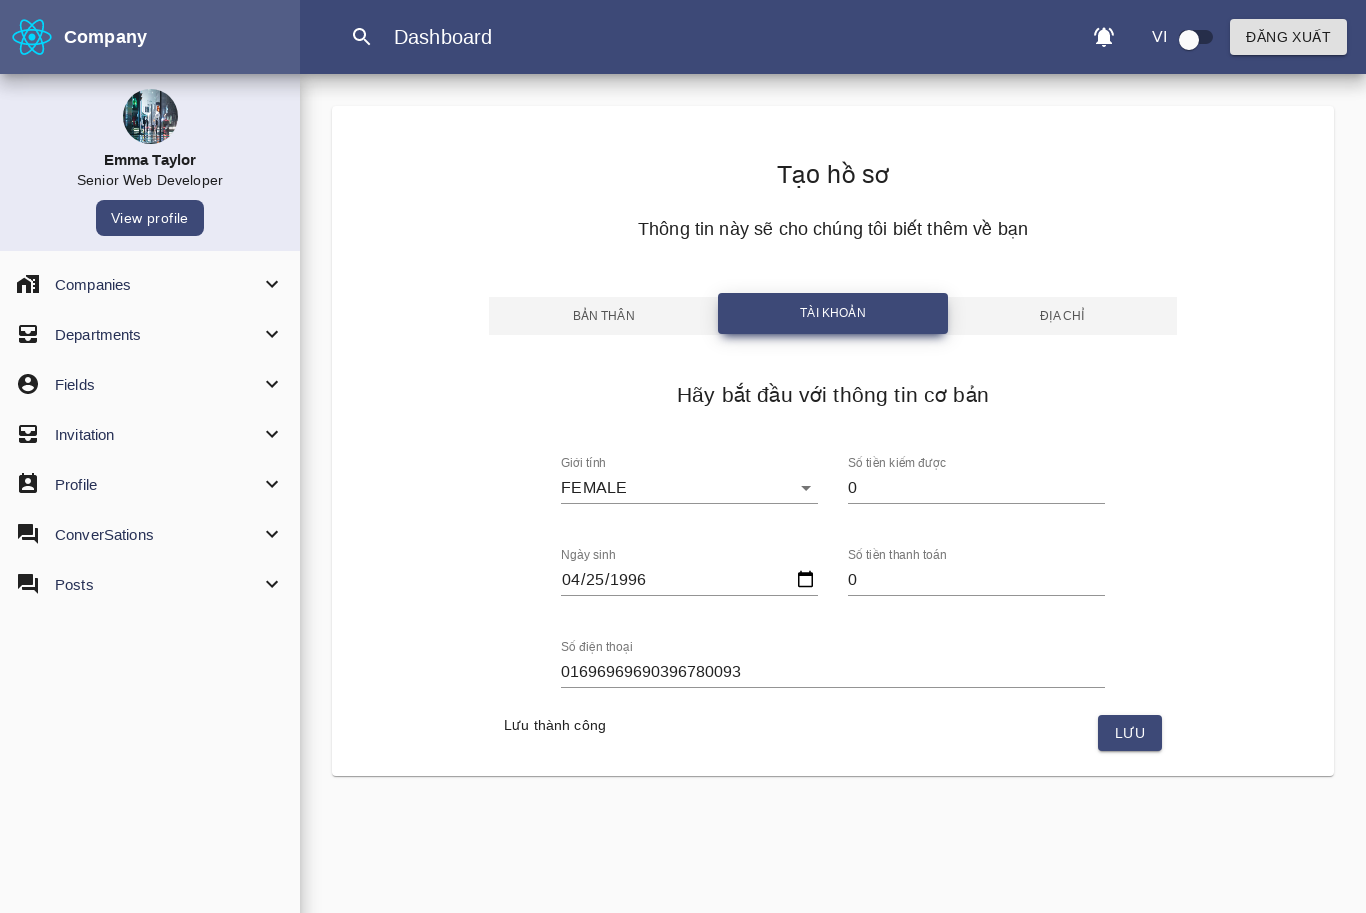 Company
Dashboard
VI
ĐĂNG XUẤT
Emma Taylor
Senior Web Developer
View profile
Companies
Departments
Fields
Invitation
Profile
ConverSations
Posts
Tạo hồ sơ
Thông tin này sẽ cho chúng tôi biết thêm về bạn
BẢN THÂN
TÀI KHOẢN
ĐỊA CHỈ
Hãy bắt đầu với thông tin cơ bản
Giới tính
Số tiền kiếm được
FEMALE
0
Ngày sinh
Số tiền thanh toán
04/25/1996
0
Số điện thoại
01696969690396780093
Lưu thành công
LƯU